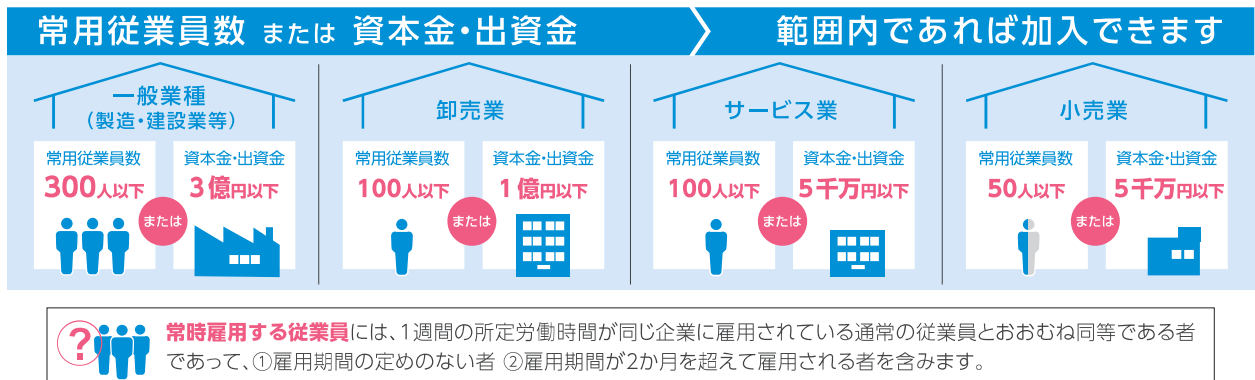 常用従業員数 または 資本金・出資金
範囲内であれば加入できます
一般業種
（製造・建設業等）
常用従業員数
300人以下
または
資本金・出資金
3億円以下
卸売業
常用従業員数
100人以下
または
資本金・出資金
1億円以下
サービス業
常用従業員数
100人以下
または
資本金・出資金
5千万円以下
小売業
常用従業員数
50人以下
または
資本金・出資金
5千万円以下
?
常時雇用する従業員には、1週間の所定労働時間が同じ企業に雇用されている通常の従業員とおおむね同等である者
であって、①雇用期間の定めのない者 ②雇用期間が2か月を超えて雇用される者を含みます。